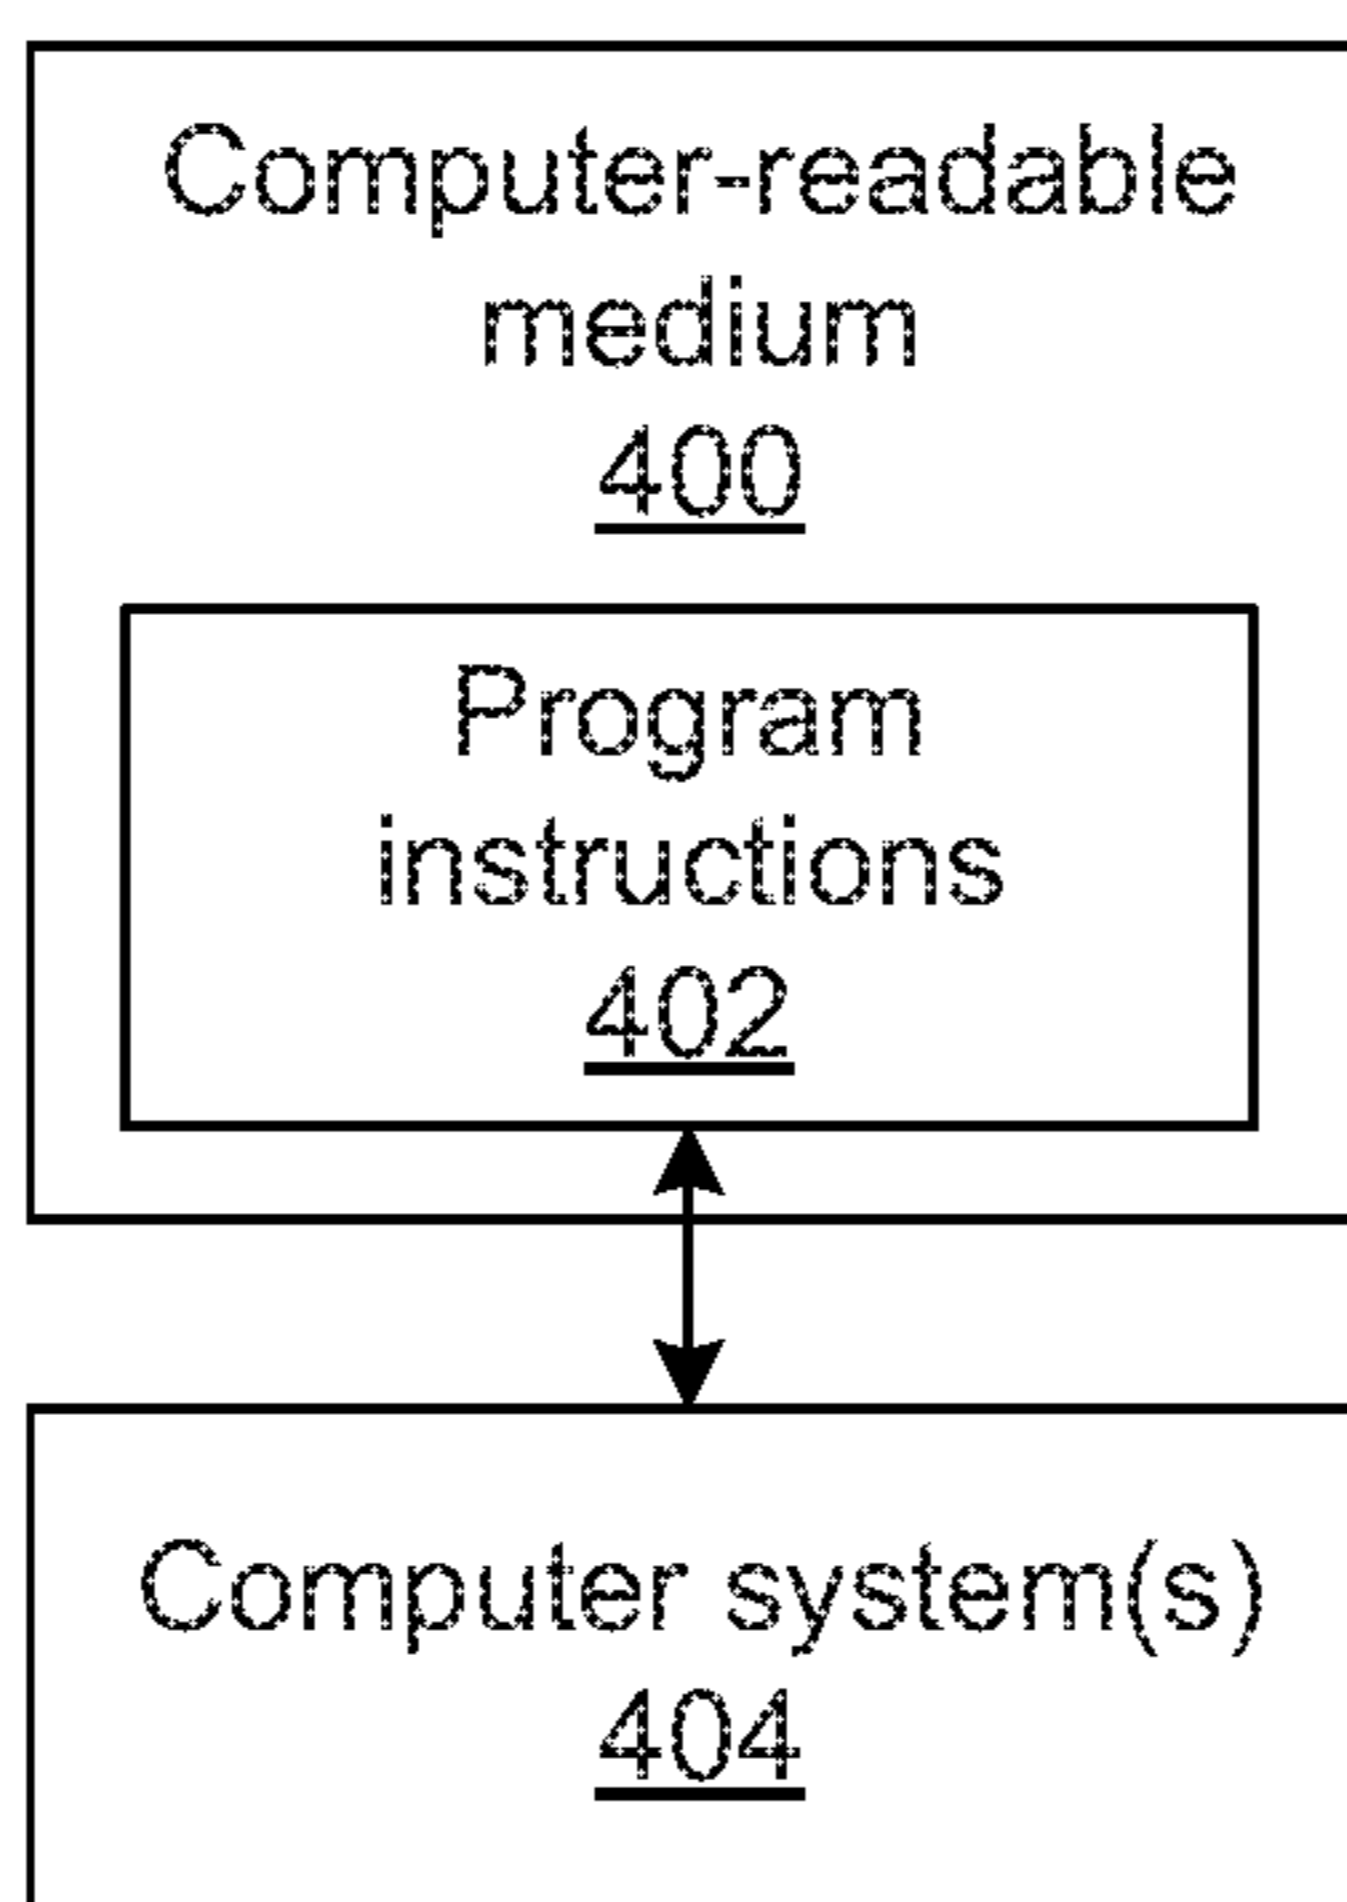 Computer-readable
medium
400
Program
instructions
402
Computer system(s)
404